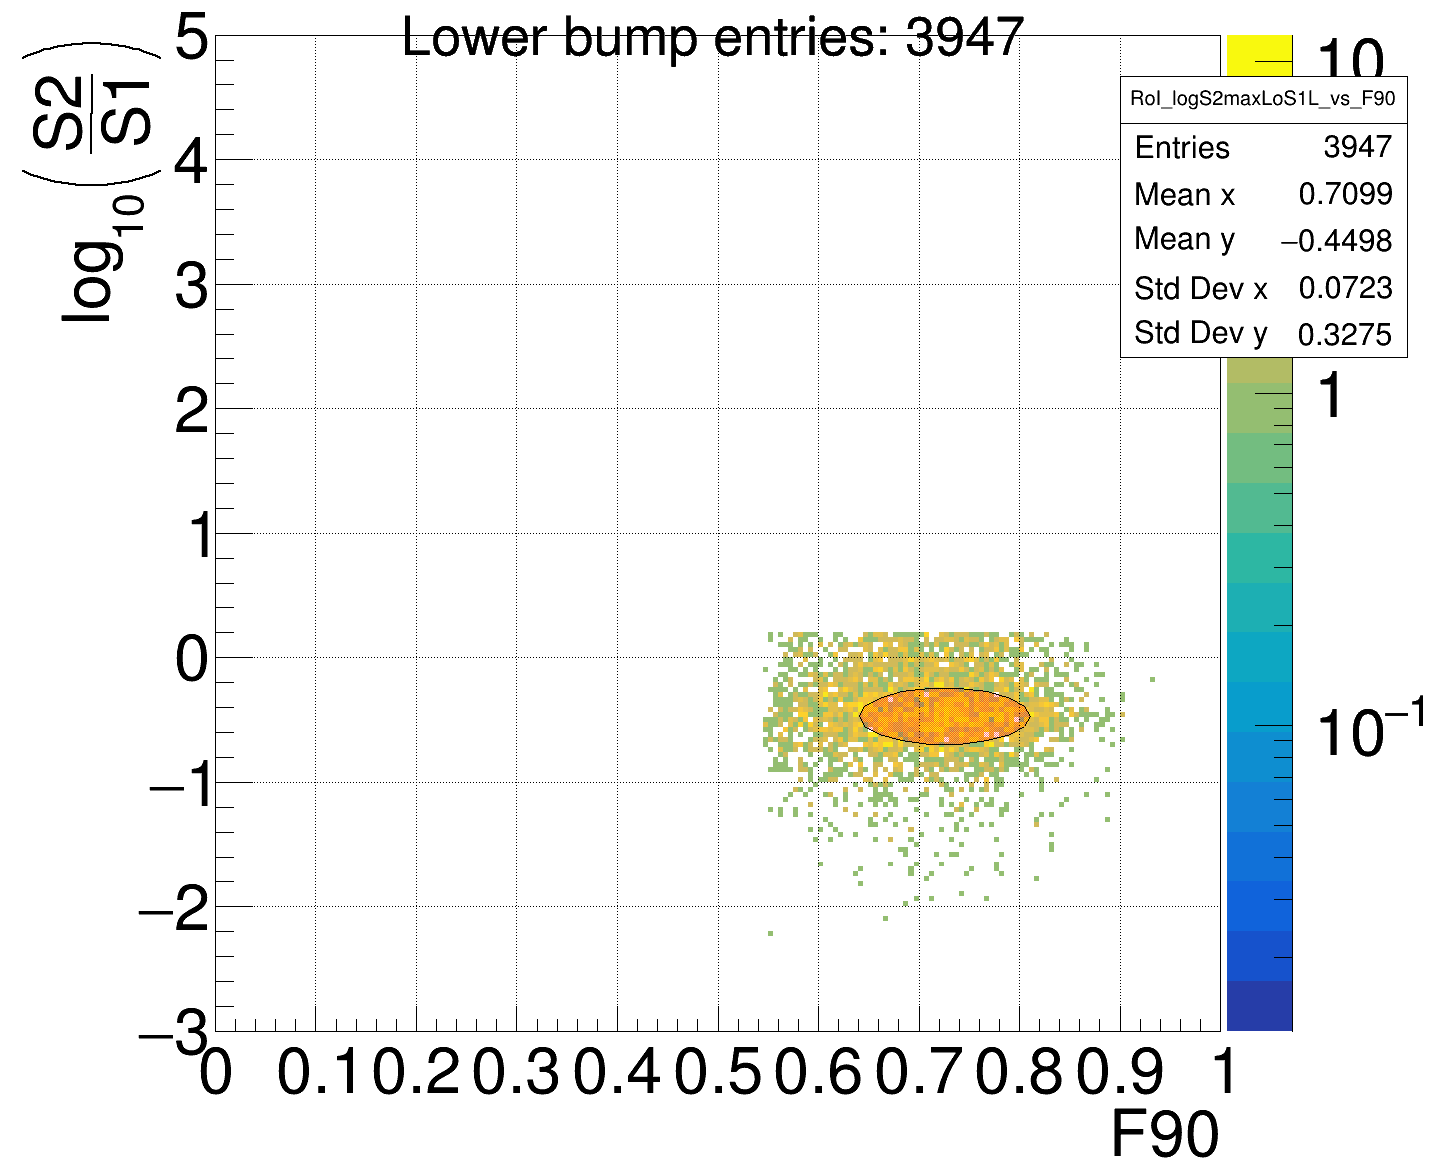 Lower bump entries: 3947
log10(S2/S1)
5
4
3
2
1
0
−1
−2
−3
0 0.1 0.2 0.3 0.4 0.5 0.6 0.7 0.8 0.9 1
F90
10
1
10−1
RoI_logS2maxLoS1L_vs_F90
Entries 3947
Mean x 0.7099
Mean y −0.4498
Std Dev x 0.0723
Std Dev y 0.3275